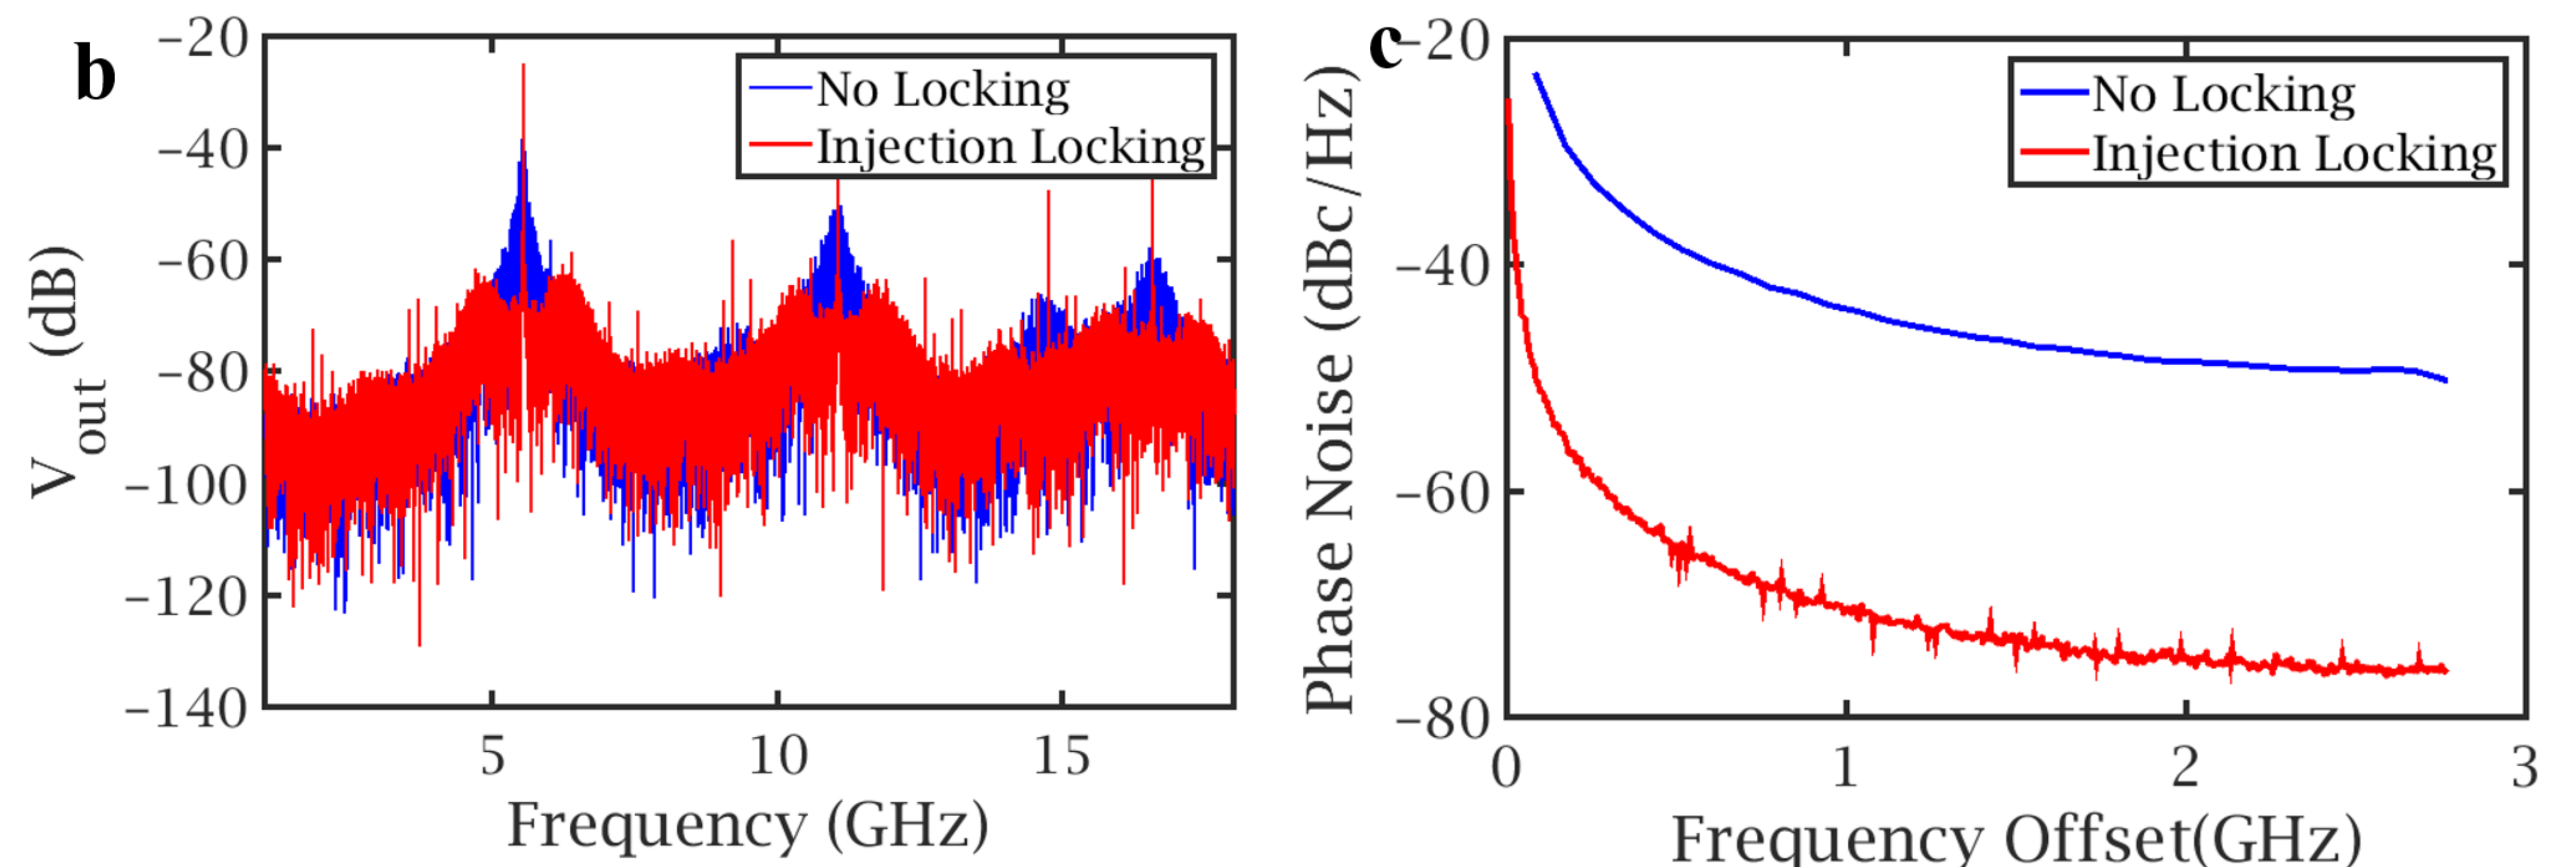 b
−20
−40
−60
−80
−100
−120
−140
V out (dB)
No Locking
Injection Locking
5
10
15
Frequency (GHz)
c
−20
−40
−60
−80
Phase Noise (dBc/Hz)
No Locking
Injection Locking
0
1
2
3
Frequency Offset(GHz)